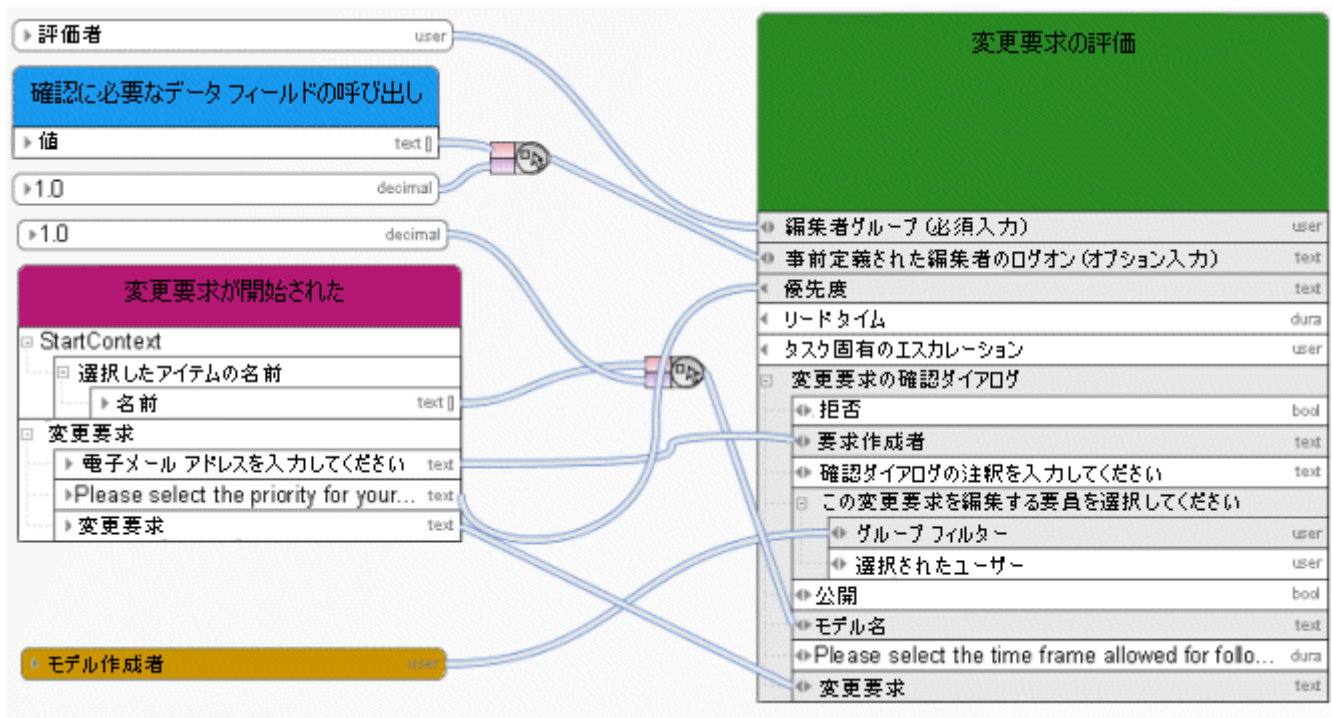 評価者 user
確認に必要なデータ フィールドの呼び出し
値 text []
1.0 decimal
1.0 decimal
変更要求が開始された
StartContext
選択したアイテムの名前
名前 text []
変更要求
電子メール アドレスを入力してください text
Please select the priority for your... text
変更要求 text
モデル作成者 user
変更要求の評価
編集者グループ (必須入力) user
事前定義された編集者のログオン (オプション入力) text
優先度 text
リードタイム dura
タスク固有のエスカレーション user
変更要求の確認ダイアログ
拒否 bool
要求作成者 text
確認ダイアログの注釈を入力してください text
この変更要求を編集する要員を選択してください
グループ フィルター user
選択されたユーザー user
公開 bool
モデル名 text
Please select the time frame allowed for follo... dura
変更要求 text